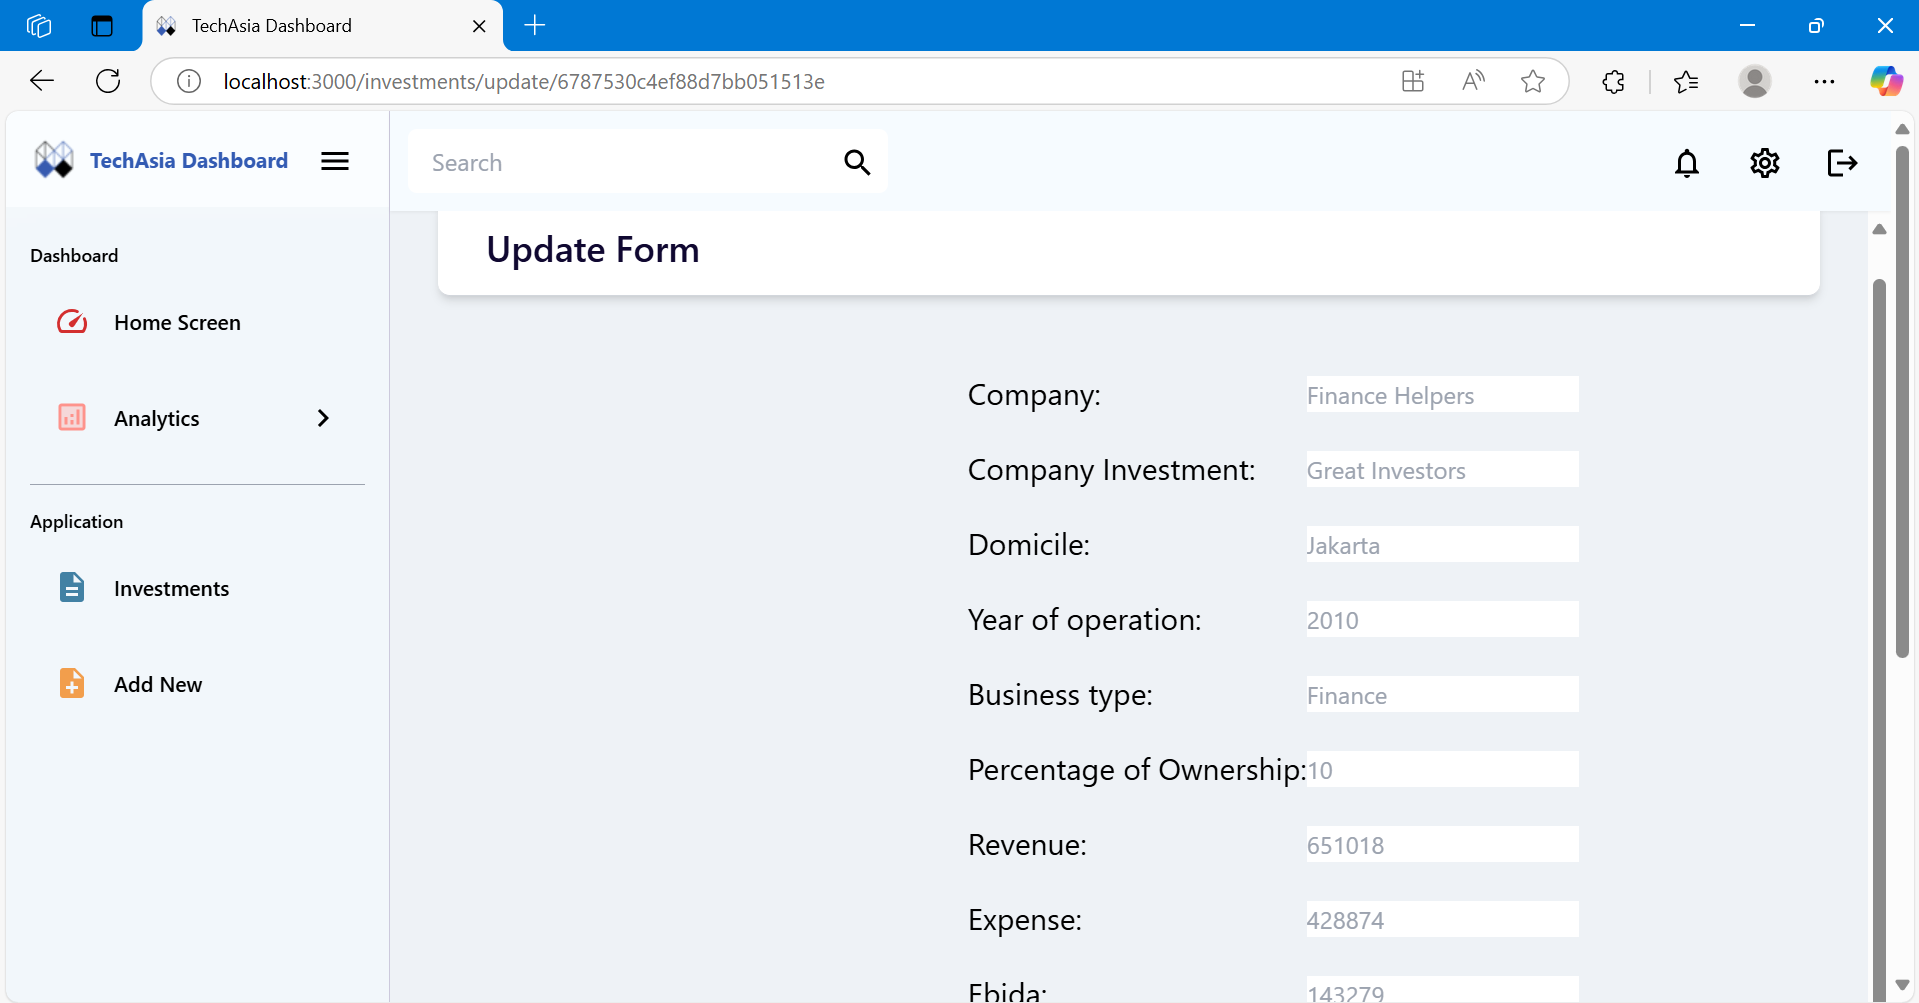 TechAsia Dashboard
localhost:3000/investments/update/6787530c4ef88d7bb051513e
TechAsia Dashboard
Search
Update Form
Dashboard
Home Screen
Analytics
Application
Investments
Add New
Company: Finance Helpers
Company Investment: Great Investors
Domicile: Jakarta
Year of operation: 2010
Business type: Finance
Percentage of Ownership: 10
Revenue: 651018
Expense: 428874
Ebida: 143279